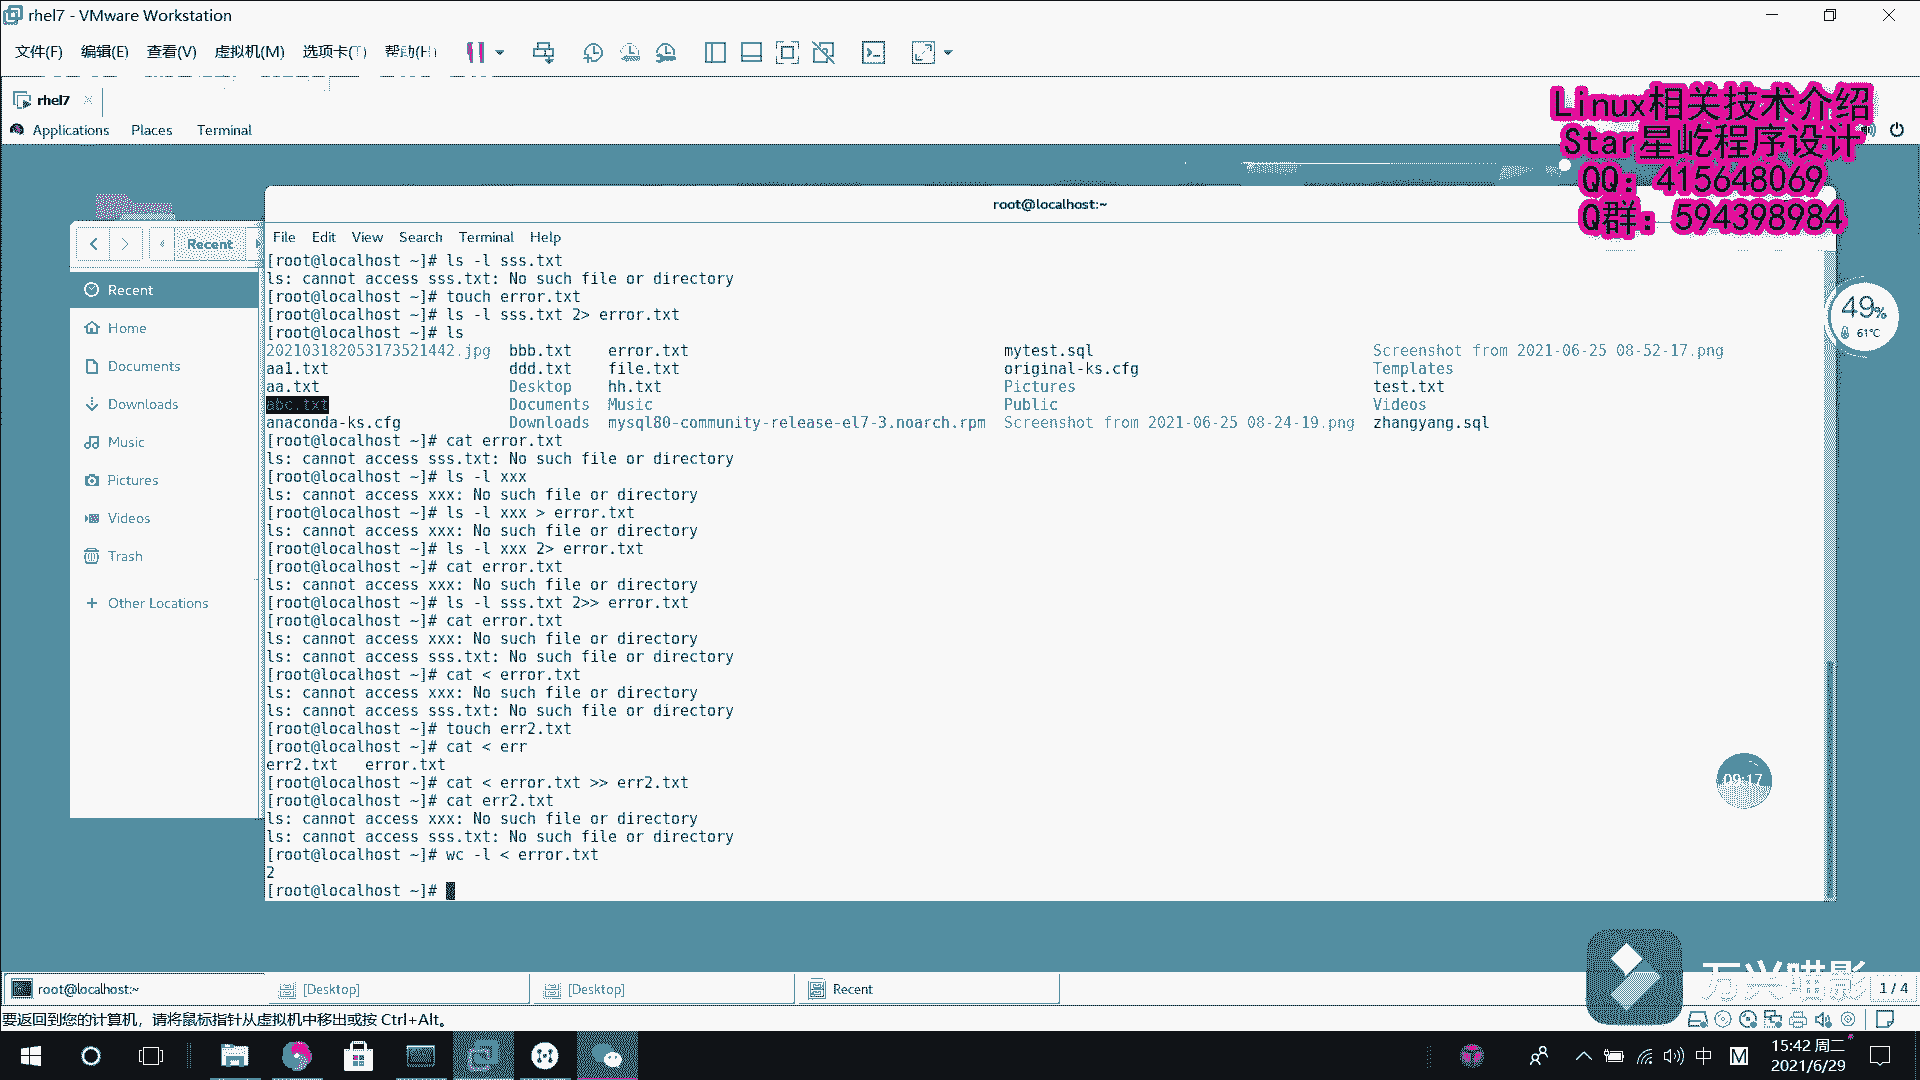 rhel7 - VMware Workstation
文件(F) 编辑(E) 查看(V) 虚拟机(M) 选项卡(T) 帮助(H)
rhel7
Applications Places Terminal
Linux相关技术介绍
Star星屹程序设计
QQ：415648069
Q群：594398984
root@localhost:~
Recent
File Edit View Search Terminal Help
Recent
Home
Documents
Downloads
Music
Pictures
Videos
Trash
+ Other Locations
[root@localhost ~]# ls -l sss.txt
ls: cannot access sss.txt: No such file or directory
[root@localhost ~]# touch error.txt
[root@localhost ~]# ls -l sss.txt 2> error.txt
[root@localhost ~]# ls
202103182053173521442.jpg bbb.txt error.txt mytest.sql Screenshot from 2021-06-25 08-52-17.png
aa1.txt ddd.txt file.txt original-ks.cfg Templates
aa.txt Desktop hh.txt Pictures test.txt
abc.txt Documents Music Public Videos
anaconda-ks.cfg Downloads mysql80-community-release-el7-3.noarch.rpm Screenshot from 2021-06-25 08-24-19.png zhangyang.sql
[root@localhost ~]# cat error.txt
ls: cannot access sss.txt: No such file or directory
[root@localhost ~]# ls -l xxx
ls: cannot access xxx: No such file or directory
[root@localhost ~]# ls -l xxx > error.txt
ls: cannot access xxx: No such file or directory
[root@localhost ~]# ls -l xxx 2> error.txt
[root@localhost ~]# cat error.txt
ls: cannot access xxx: No such file or directory
[root@localhost ~]# ls -l sss.txt 2>> error.txt
[root@localhost ~]# cat error.txt
ls: cannot access xxx: No such file or directory
ls: cannot access sss.txt: No such file or directory
[root@localhost ~]# cat < error.txt
ls: cannot access xxx: No such file or directory
ls: cannot access sss.txt: No such file or directory
[root@localhost ~]# touch err2.txt
[root@localhost ~]# cat < err
err2.txt error.txt
[root@localhost ~]# cat < error.txt >> err2.txt
[root@localhost ~]# cat err2.txt
ls: cannot access xxx: No such file or directory
ls: cannot access sss.txt: No such file or directory
[root@localhost ~]# wc -l < error.txt
2
[root@localhost ~]#
49%
61°C
09:17
万兴喵影
root@localhost:~ [Desktop] [Desktop] Recent 1 / 4
要返回到您的计算机，请将鼠标指针从虚拟机中移出或按 Ctrl+Alt。
中 M
15:42 周二
2021/6/29